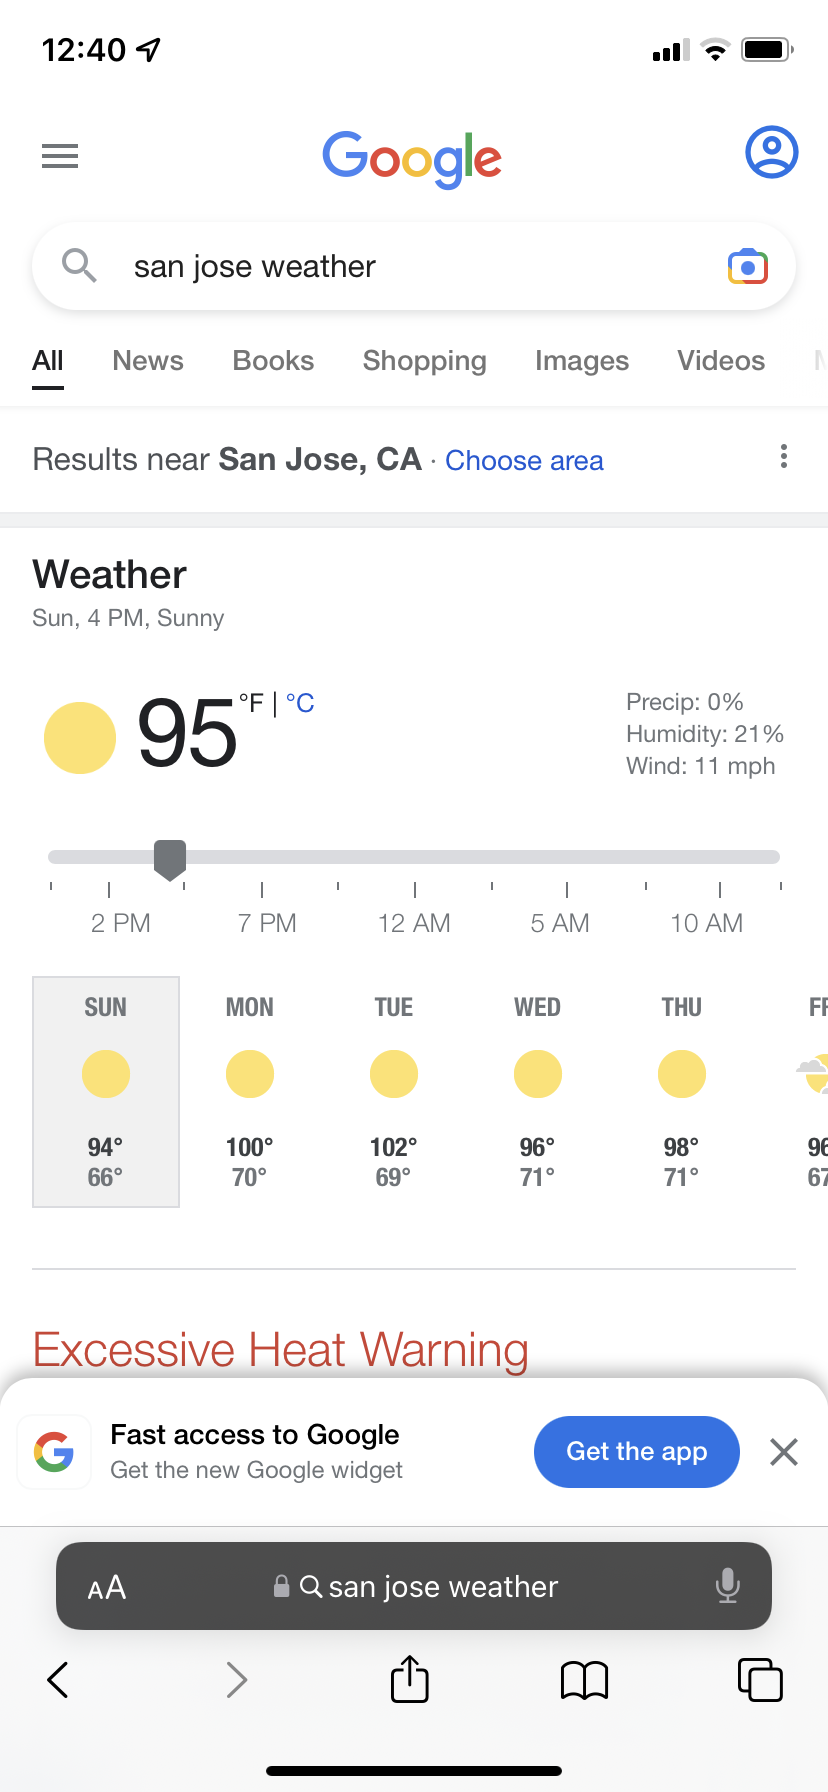 12:40
Google
san jose weather
All News Books Shopping Images Videos
Results near San Jose, CA · Choose area
Weather
Sun, 4 PM, Sunny
95 °F | °C
Precip: 0%
Humidity: 21%
Wind: 11 mph
2 PM 7 PM 12 AM 5 AM 10 AM
SUN MON TUE WED THU
94° 100° 102° 96° 98° 96
66° 70° 69° 71° 71° 67
Excessive Heat Warning
G
Fast access to Google
Get the new Google widget
Get the app
AA san jose weather